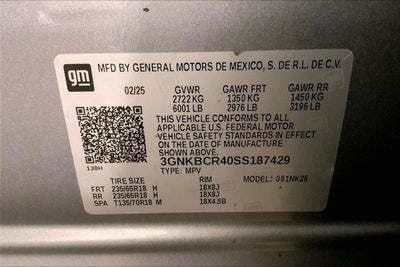 gm
MFD BY GENERAL MOTORS DE MEXICO, S. DE R.L. DE C.V.
02/25 GVWR GAWR FRT GAWR RR
2722 KG 1350 KG 1450 KG
6001 LB 2976 LB 3196 LB
THIS VEHICLE CONFORMS TO ALL
APPLICABLE U.S. FEDERAL MOTOR
VEHICLE SAFETY STANDARDS IN EFFECT ON
THE DATE OF MANUFACTURE
SHOWN ABOVE.
3GNKBCR40SS187429
130H TYPE: MPV
TIRE SIZE RIM MODEL: 091NK26
FRT 235/65R18 H 18X8J
RR 235/65R18 H 18X8J
SPA T135/70R18 M 18X4.5B